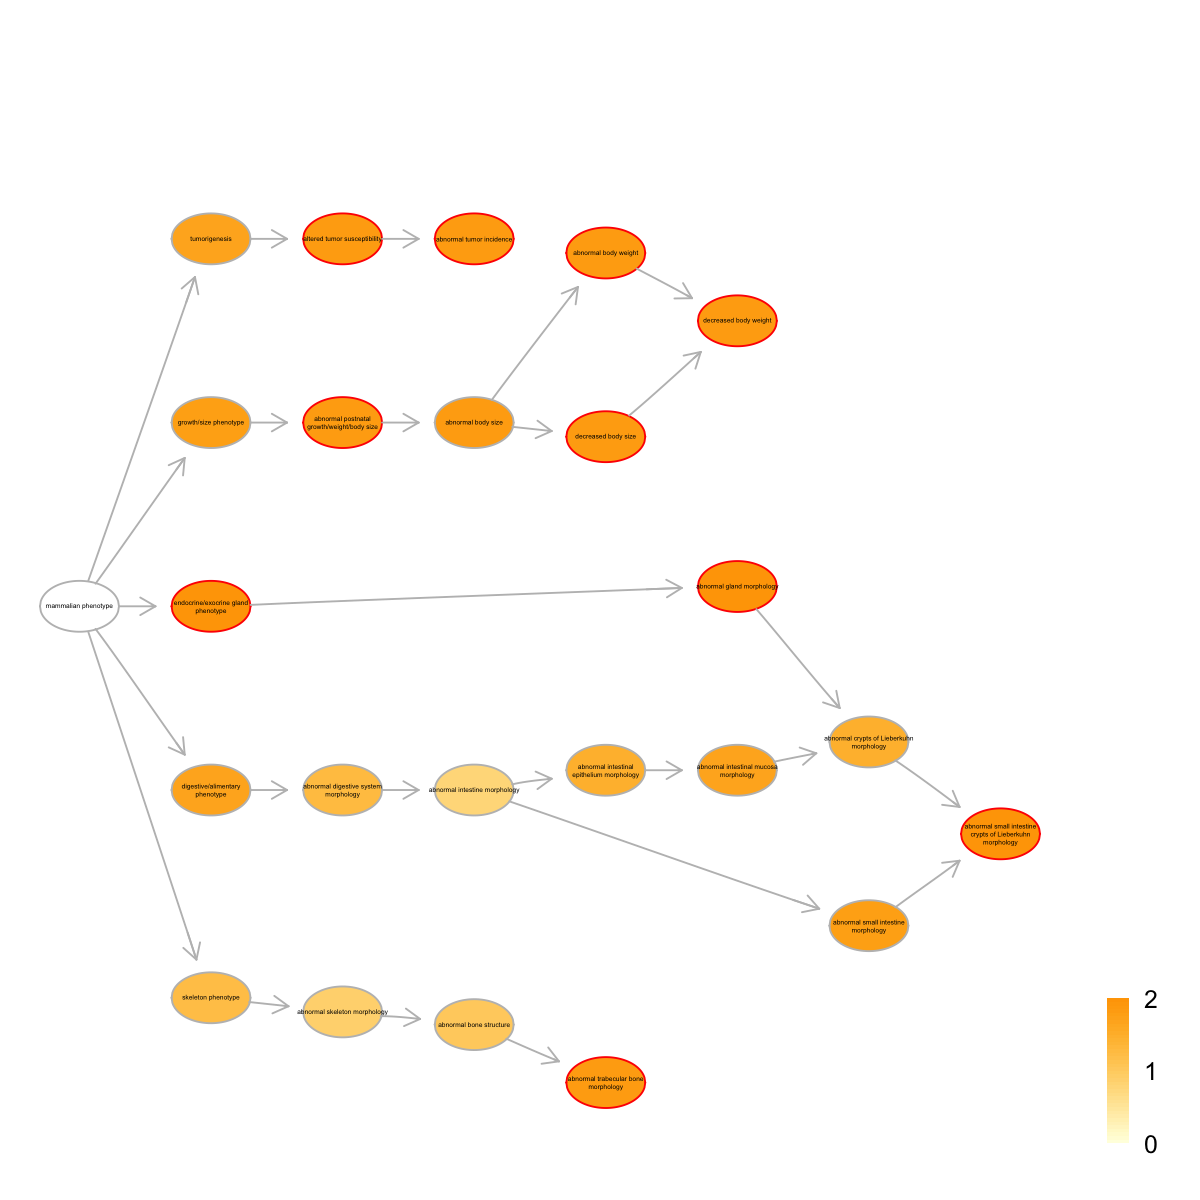 tumorigenesis
altered tumor susceptibility
abnormal tumor incidence
abnormal body weight
decreased body weight
growth/size phenotype
abnormal postnatal
growth/weight/body size
abnormal body size
decreased body size
mammalian phenotype
endocrine/exocrine gland
phenotype
abnormal gland morphology
abnormal crypts of Lieberkuhn
morphology
digestive/alimentary
phenotype
abnormal digestive system
morphology
abnormal intestine morphology
abnormal intestinal
epithelium morphology
abnormal intestinal mucosa
morphology
abnormal small intestine
crypts of Lieberkuhn
morphology
abnormal small intestine
morphology
skeleton phenotype
abnormal skeleton morphology
abnormal bone structure
abnormal trabecular bone
morphology
2
1
0